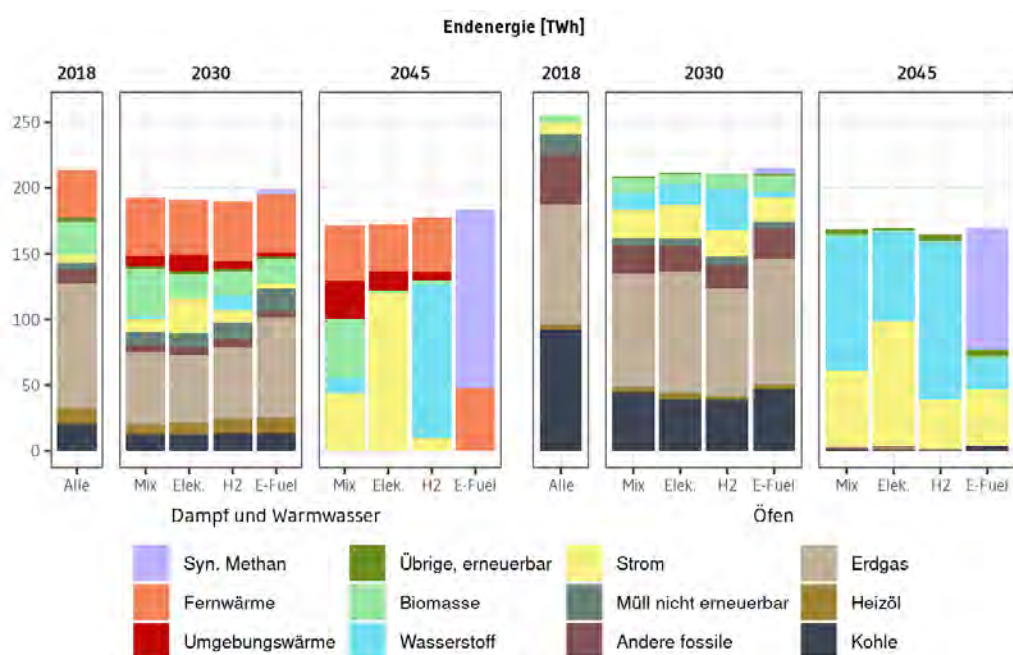 Endenergie [TWh]
2018 2030 2045 2018 2030 2045
250
200
150
100
50
0
Alle Mix Elek. H2 E-Fuel Mix Elek. H2 E-Fuel Alle Mix Elek. H2 E-Fuel Mix Elek. H2 E-Fuel
Dampf und Warmwasser Öfen
Syn. Methan Übrige, erneuerbar Strom Erdgas
Fernwärme Biomasse Müll nicht erneuerbar Heizöl
Umgebungswärme Wasserstoff Andere fossile Kohle